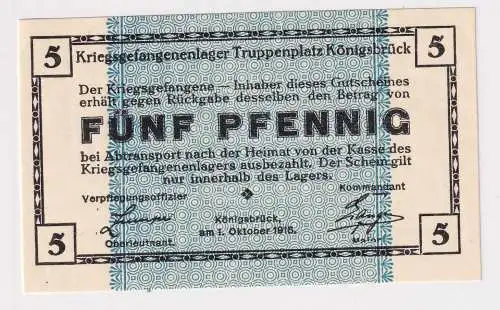 5 5
Kriegsgefangenenlager Truppenplatz Königsbrück
Der Kriegsgefangene — Inhaber dieses Gutscheines
erhält gegen Rückgabe desselben den Betrag von
FÜNF PFENNIG
bei Abtransport nach der Heimat von der Kasse des
Kriegsgefangenenlagers ausbezahlt. Der Schein gilt
nur innerhalb des Lagers.
Verpflegungsoffizier Kommandant
Königsbrück,
am 1. Oktober 1916.
Oberleutnant. Major
5 5